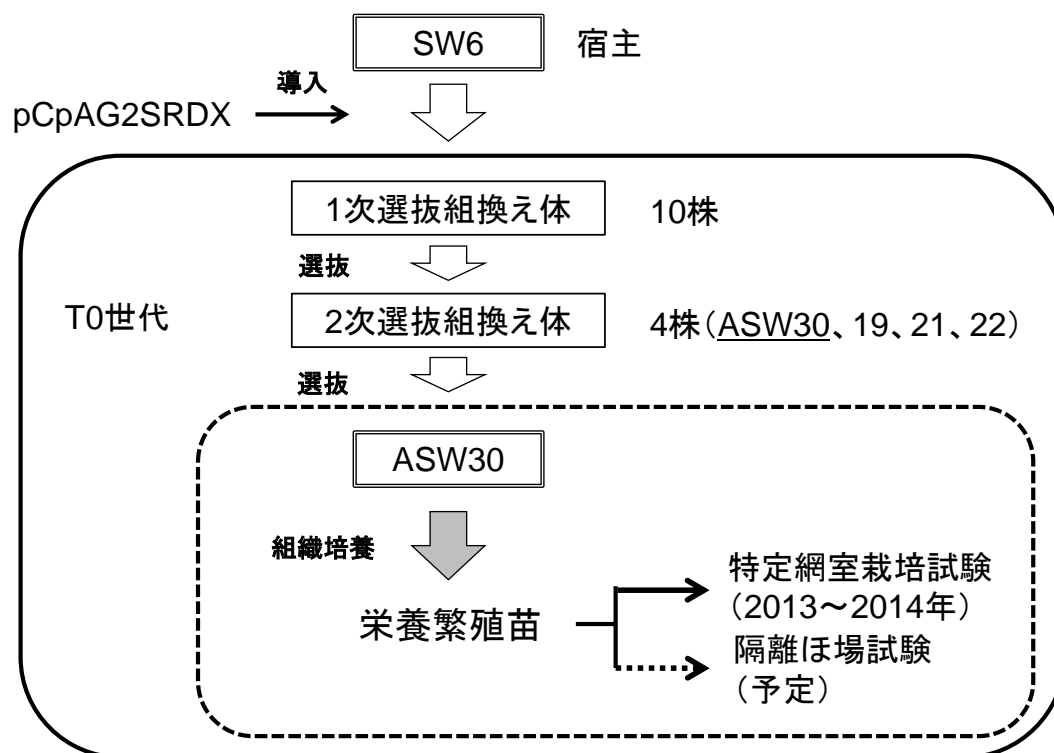 SW6 宿主
導入
pCpAG2SRDX
1次選抜組換え体 10株
選抜
T0世代
2次選抜組換え体 4株(ASW30、19、21、22)
選抜
ASW30
組織培養
栄養繁殖苗
特定網室栽培試験
(2013~2014年)
隔離ほ場試験
(予定)